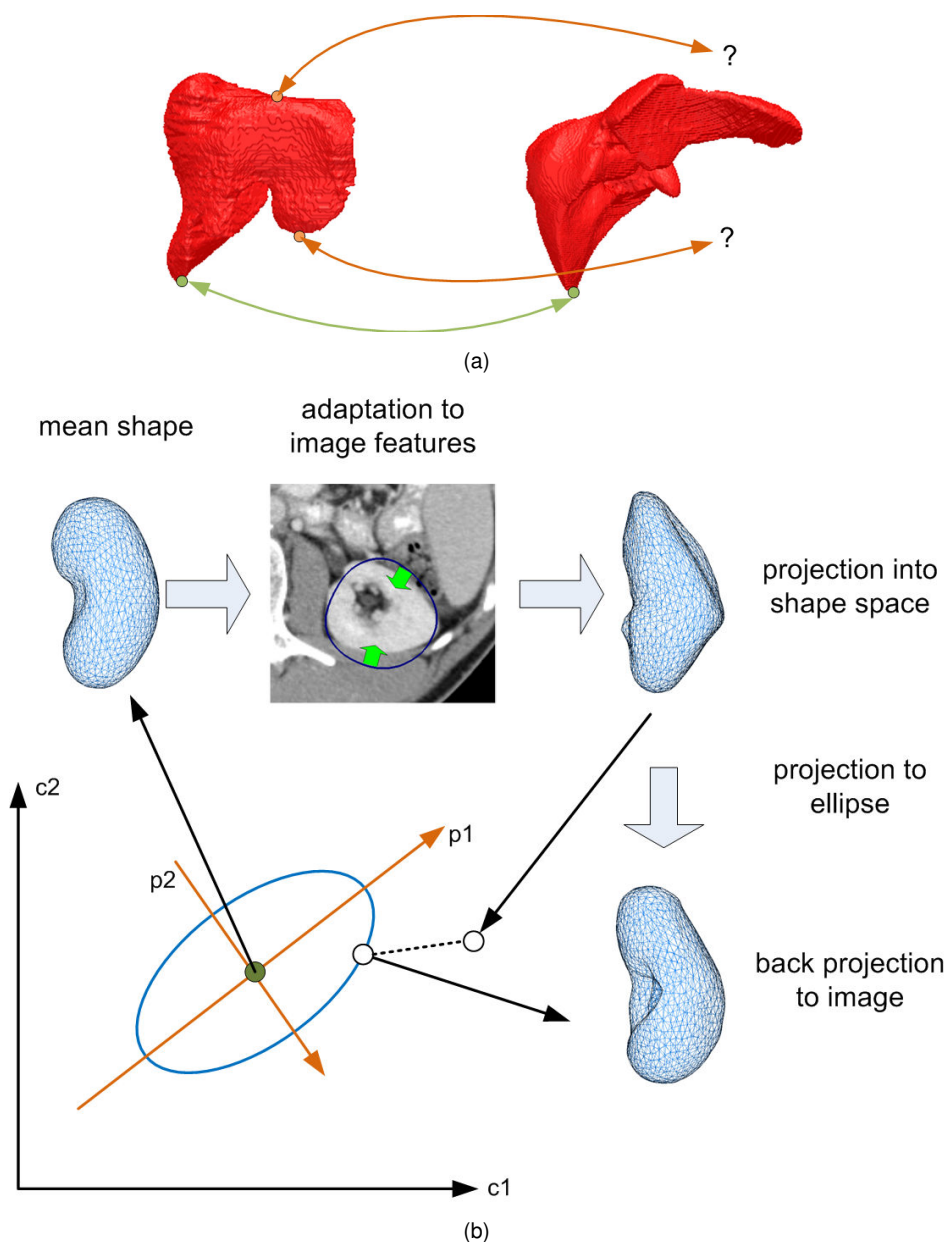 ?
?
(a)
mean shape
adaptation to
image features
projection into
shape space
c2
p1
p2
projection to
ellipse
back projection
to image
c1
(b)